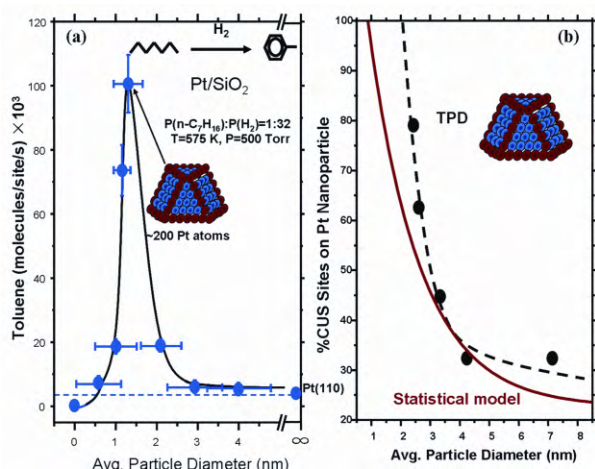 (a)
H₂
Pt/SiO₂
P(n-C₇H₁₆):P(H₂)=1:32
T=575 K, P=500 Torr
~200 Pt atoms
Pt(110)
Toluene (molecules/site/s) ×10³
120
100
80
60
40
20
0
0 1 2 3 4 ∞
Avg. Particle Diameter (nm)
(b)
TPD
Statistical model
%CUS Sites on Pt Nanoparticle
100
90
80
70
60
50
40
30
20
1 2 3 4 5 6 7 8
Avg. Particle Diameter (nm)